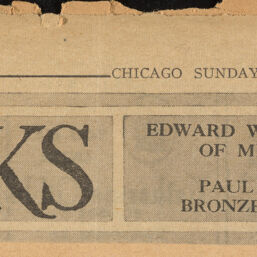 CHICAGO SUNDAY
KS
EDWARD W
OF M
PAUL
BRONZE